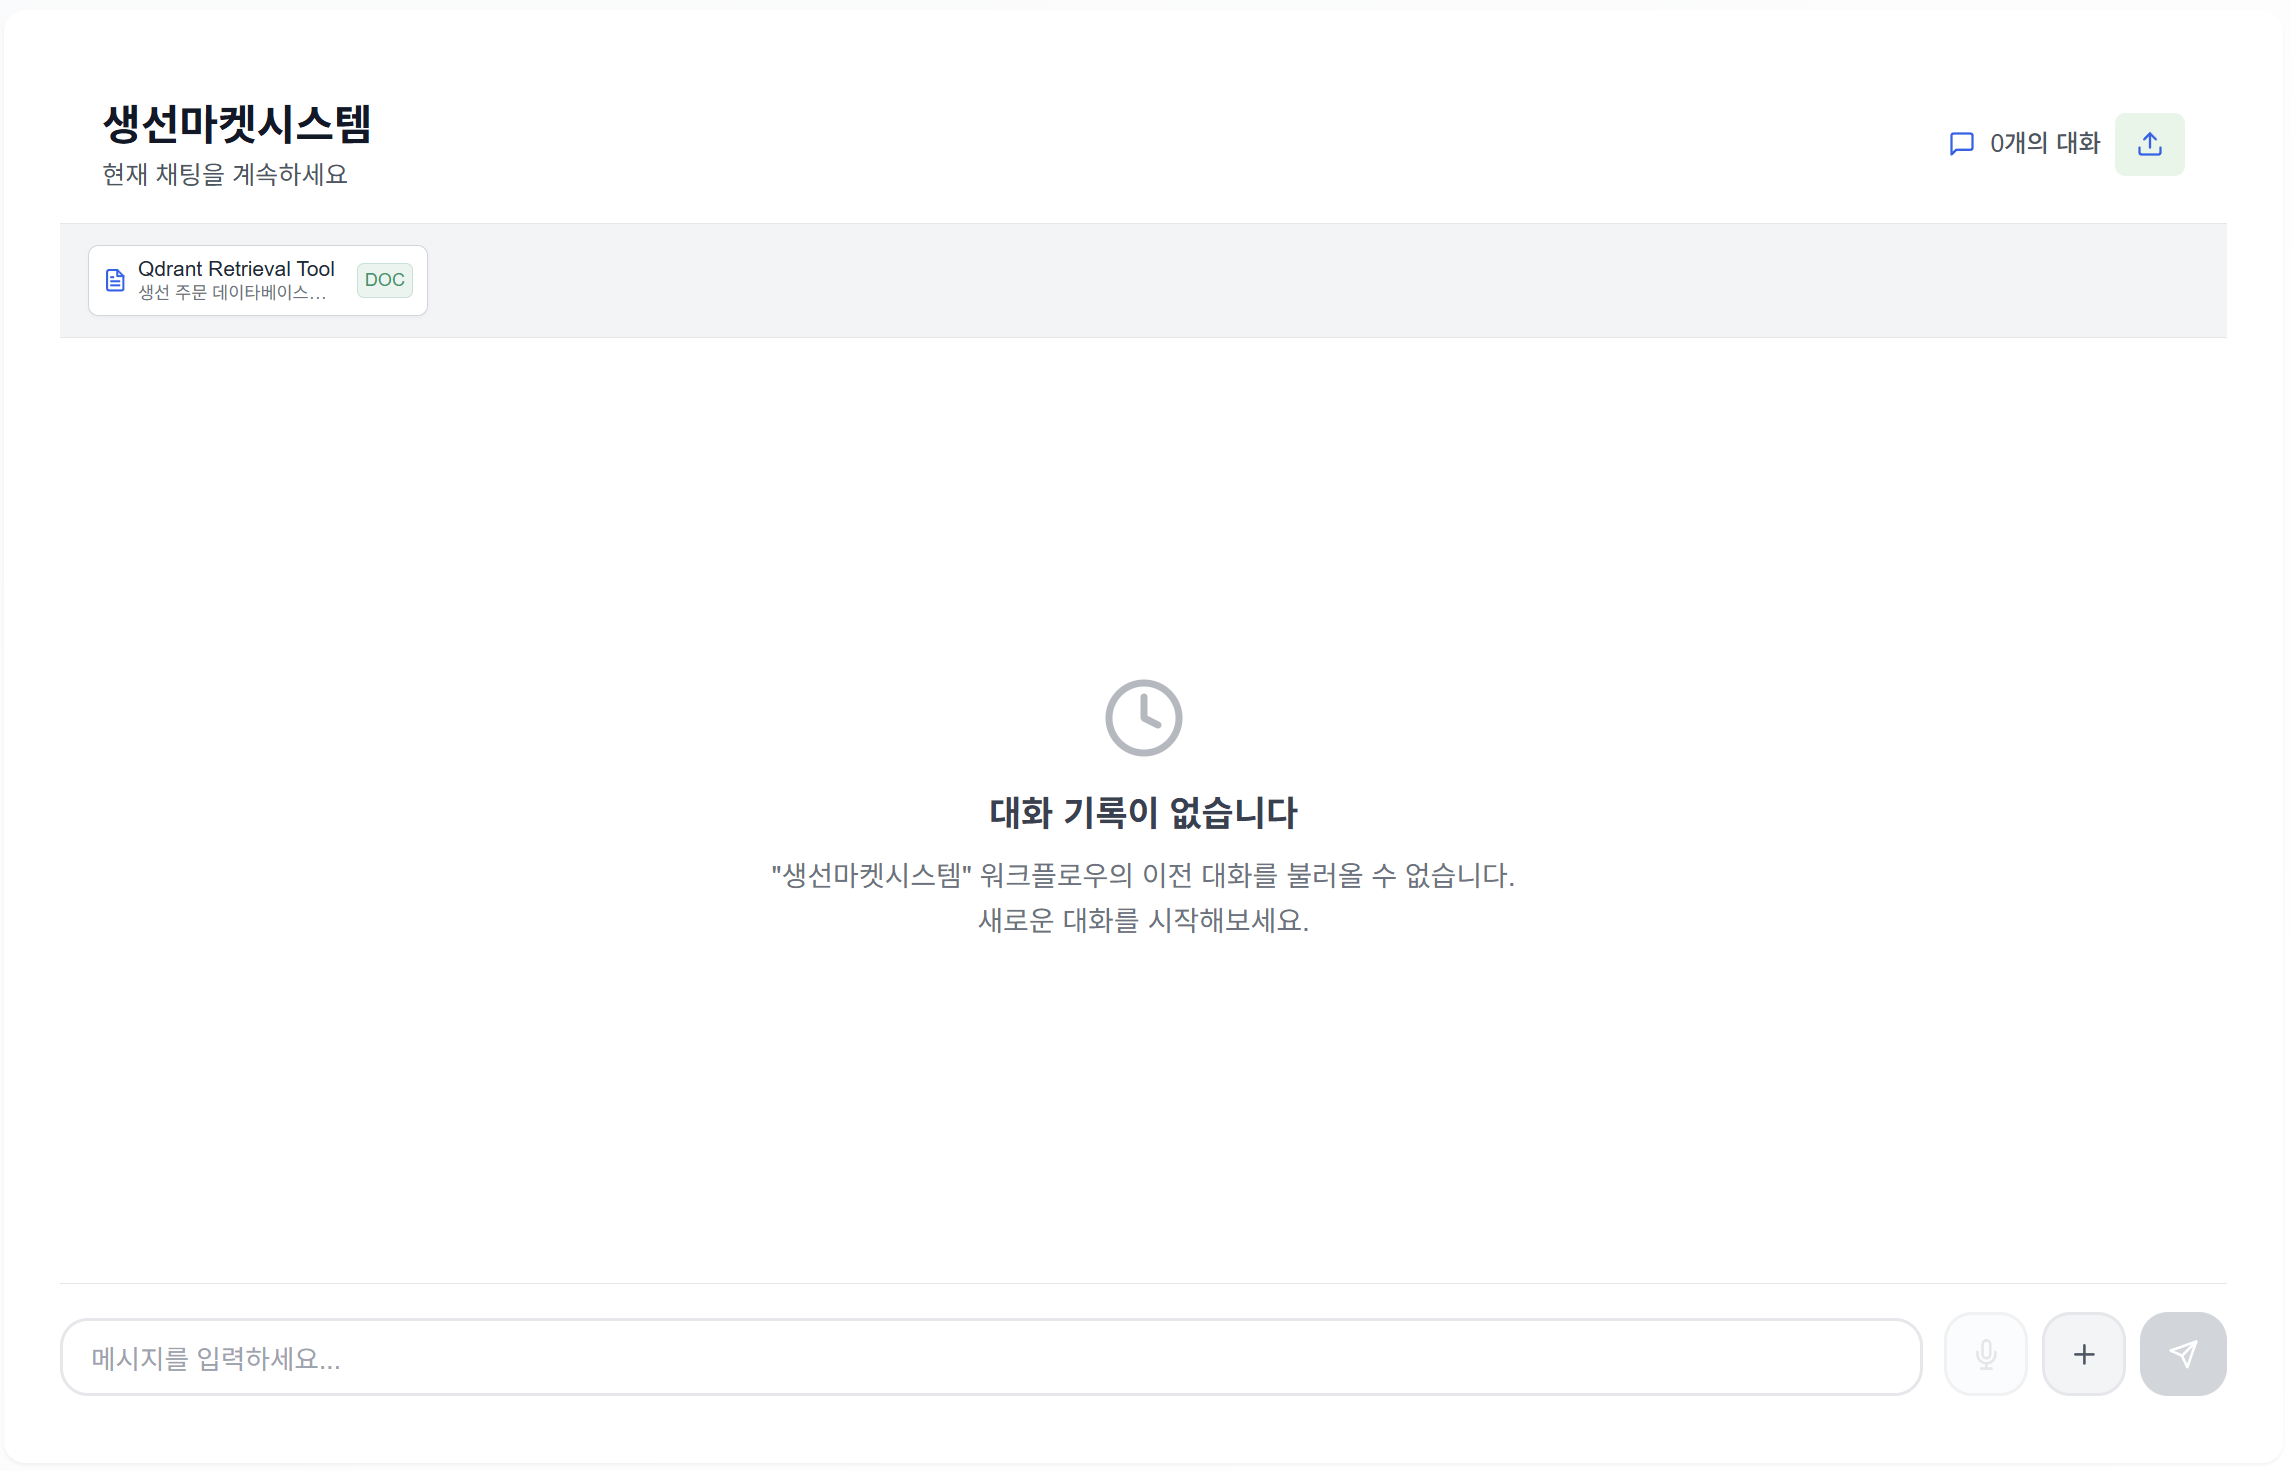 생선마켓시스템
현재 채팅을 계속하세요
0개의 대화
Qdrant Retrieval Tool
생선 주문 데이타베이스...
DOC
대화 기록이 없습니다
"생선마켓시스템" 워크플로우의 이전 대화를 불러올 수 없습니다.
새로운 대화를 시작해보세요.
메시지를 입력하세요...